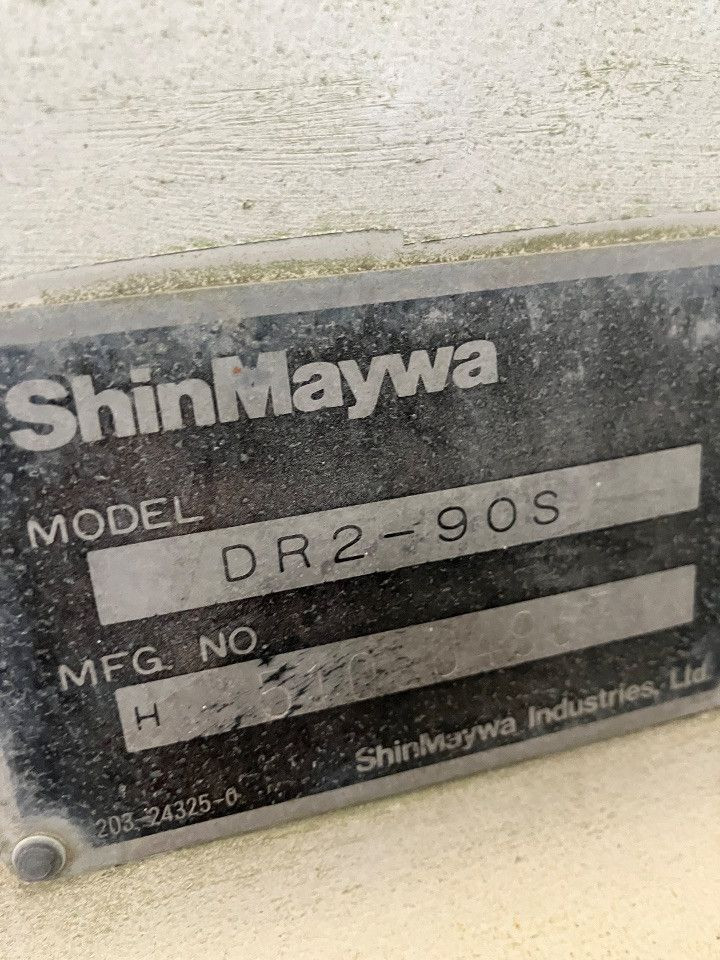 ShinMaywa
MODEL
DR2-90S
MFG. NO.
H
ShinMaywa Industries, Ltd.
203-24325-0